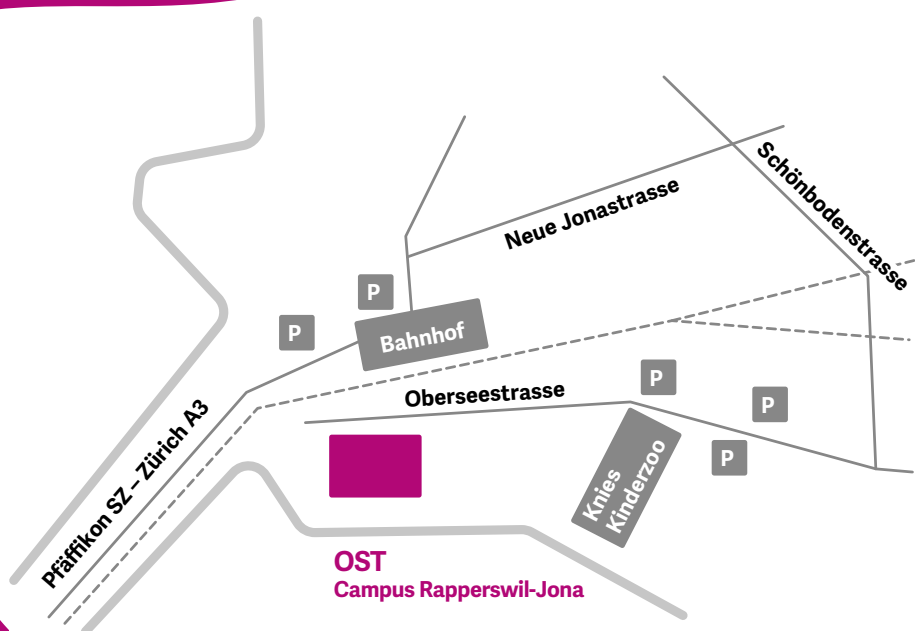 Schönbodenstrasse
Neue Jonastrasse
P
P
Bahnhof
P
Oberseestrasse
P
Pfäffikon SZ – Zürich A3
P
Knies
Kinderzoo
OST
Campus Rapperswil-Jona